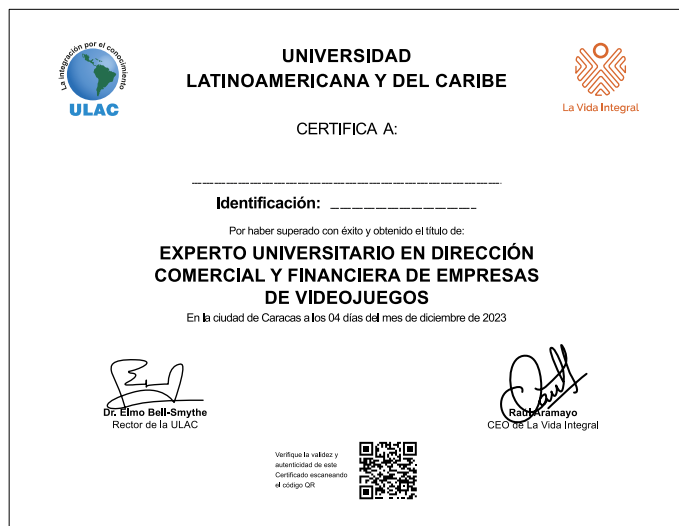 La integración por el conocimiento
ULAC
UNIVERSIDAD
LATINOAMERICANA Y DEL CARIBE
La Vida Integral
CERTIFICA A:
Identificación:
Por haber superado con éxito y obtenido el título de:
EXPERTO UNIVERSITARIO EN DIRECCIÓN
COMERCIAL Y FINANCIERA DE EMPRESAS
DE VIDEOJUEGOS
En la ciudad de Caracas a los 04 días del mes de diciembre de 2023
Dr. Elmo Bell-Smythe
Rector de la ULAC
Raúl Aramayo
CEO de La Vida Integral
Verifique la validez y
autenticidad de este
Certificado escaneando
el código QR